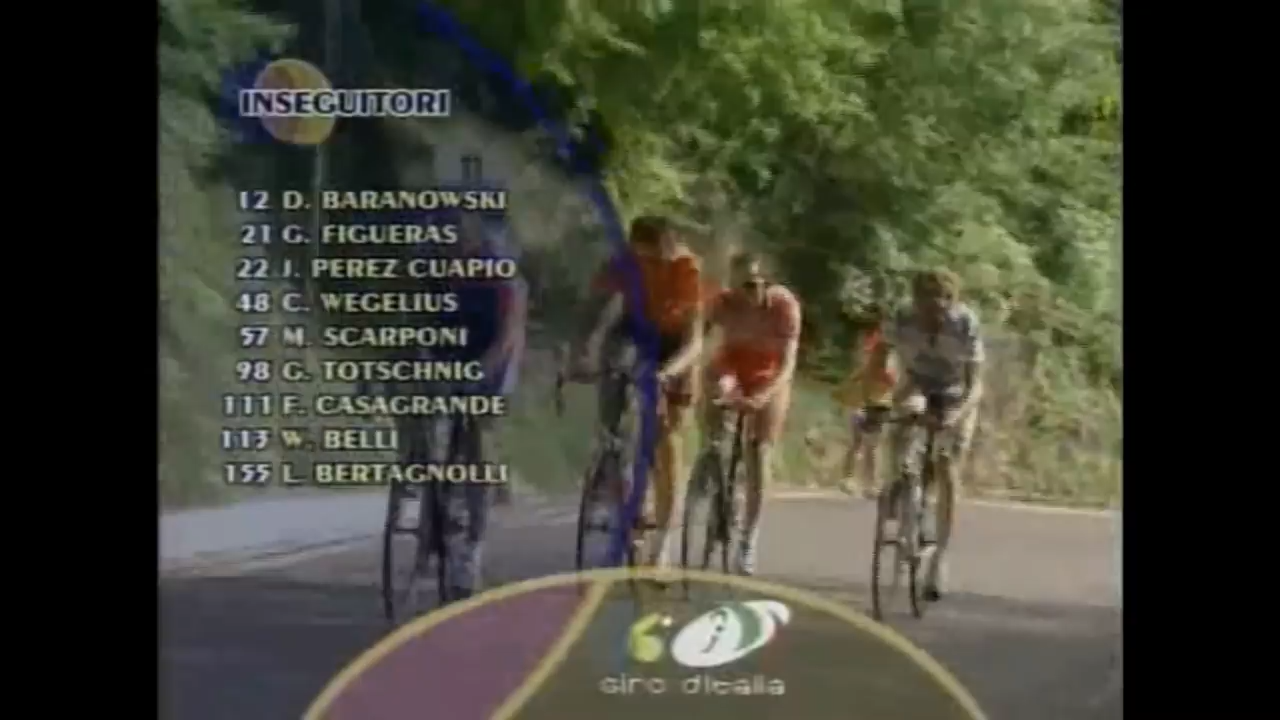 INSEGUITORI
12 D. BARANOWSKI
21 G. FIGUERAS
22 J. PEREZ CUAPIO
48 C. WEGELIUS
57 M. SCARPONI
98 G. TOTSCHNIG
111 F. CASAGRANDE
113 W. BELLI
155 L. BERTAGNOLLI
giro d'italia